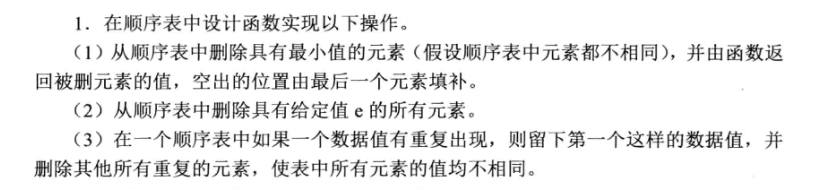 1．在顺序表中设计函数实现以下操作。
（1）从顺序表中删除具有最小值的元素（假设顺序表中元素都不相同），并由函数返
回被删元素的值，空出的位置由最后一个元素填补。
（2）从顺序表中删除具有给定值 e 的所有元素。
（3）在一个顺序表中如果一个数据值有重复出现，则留下第一个这样的数据值，并
删除其他所有重复的元素，使表中所有元素的值均不相同。